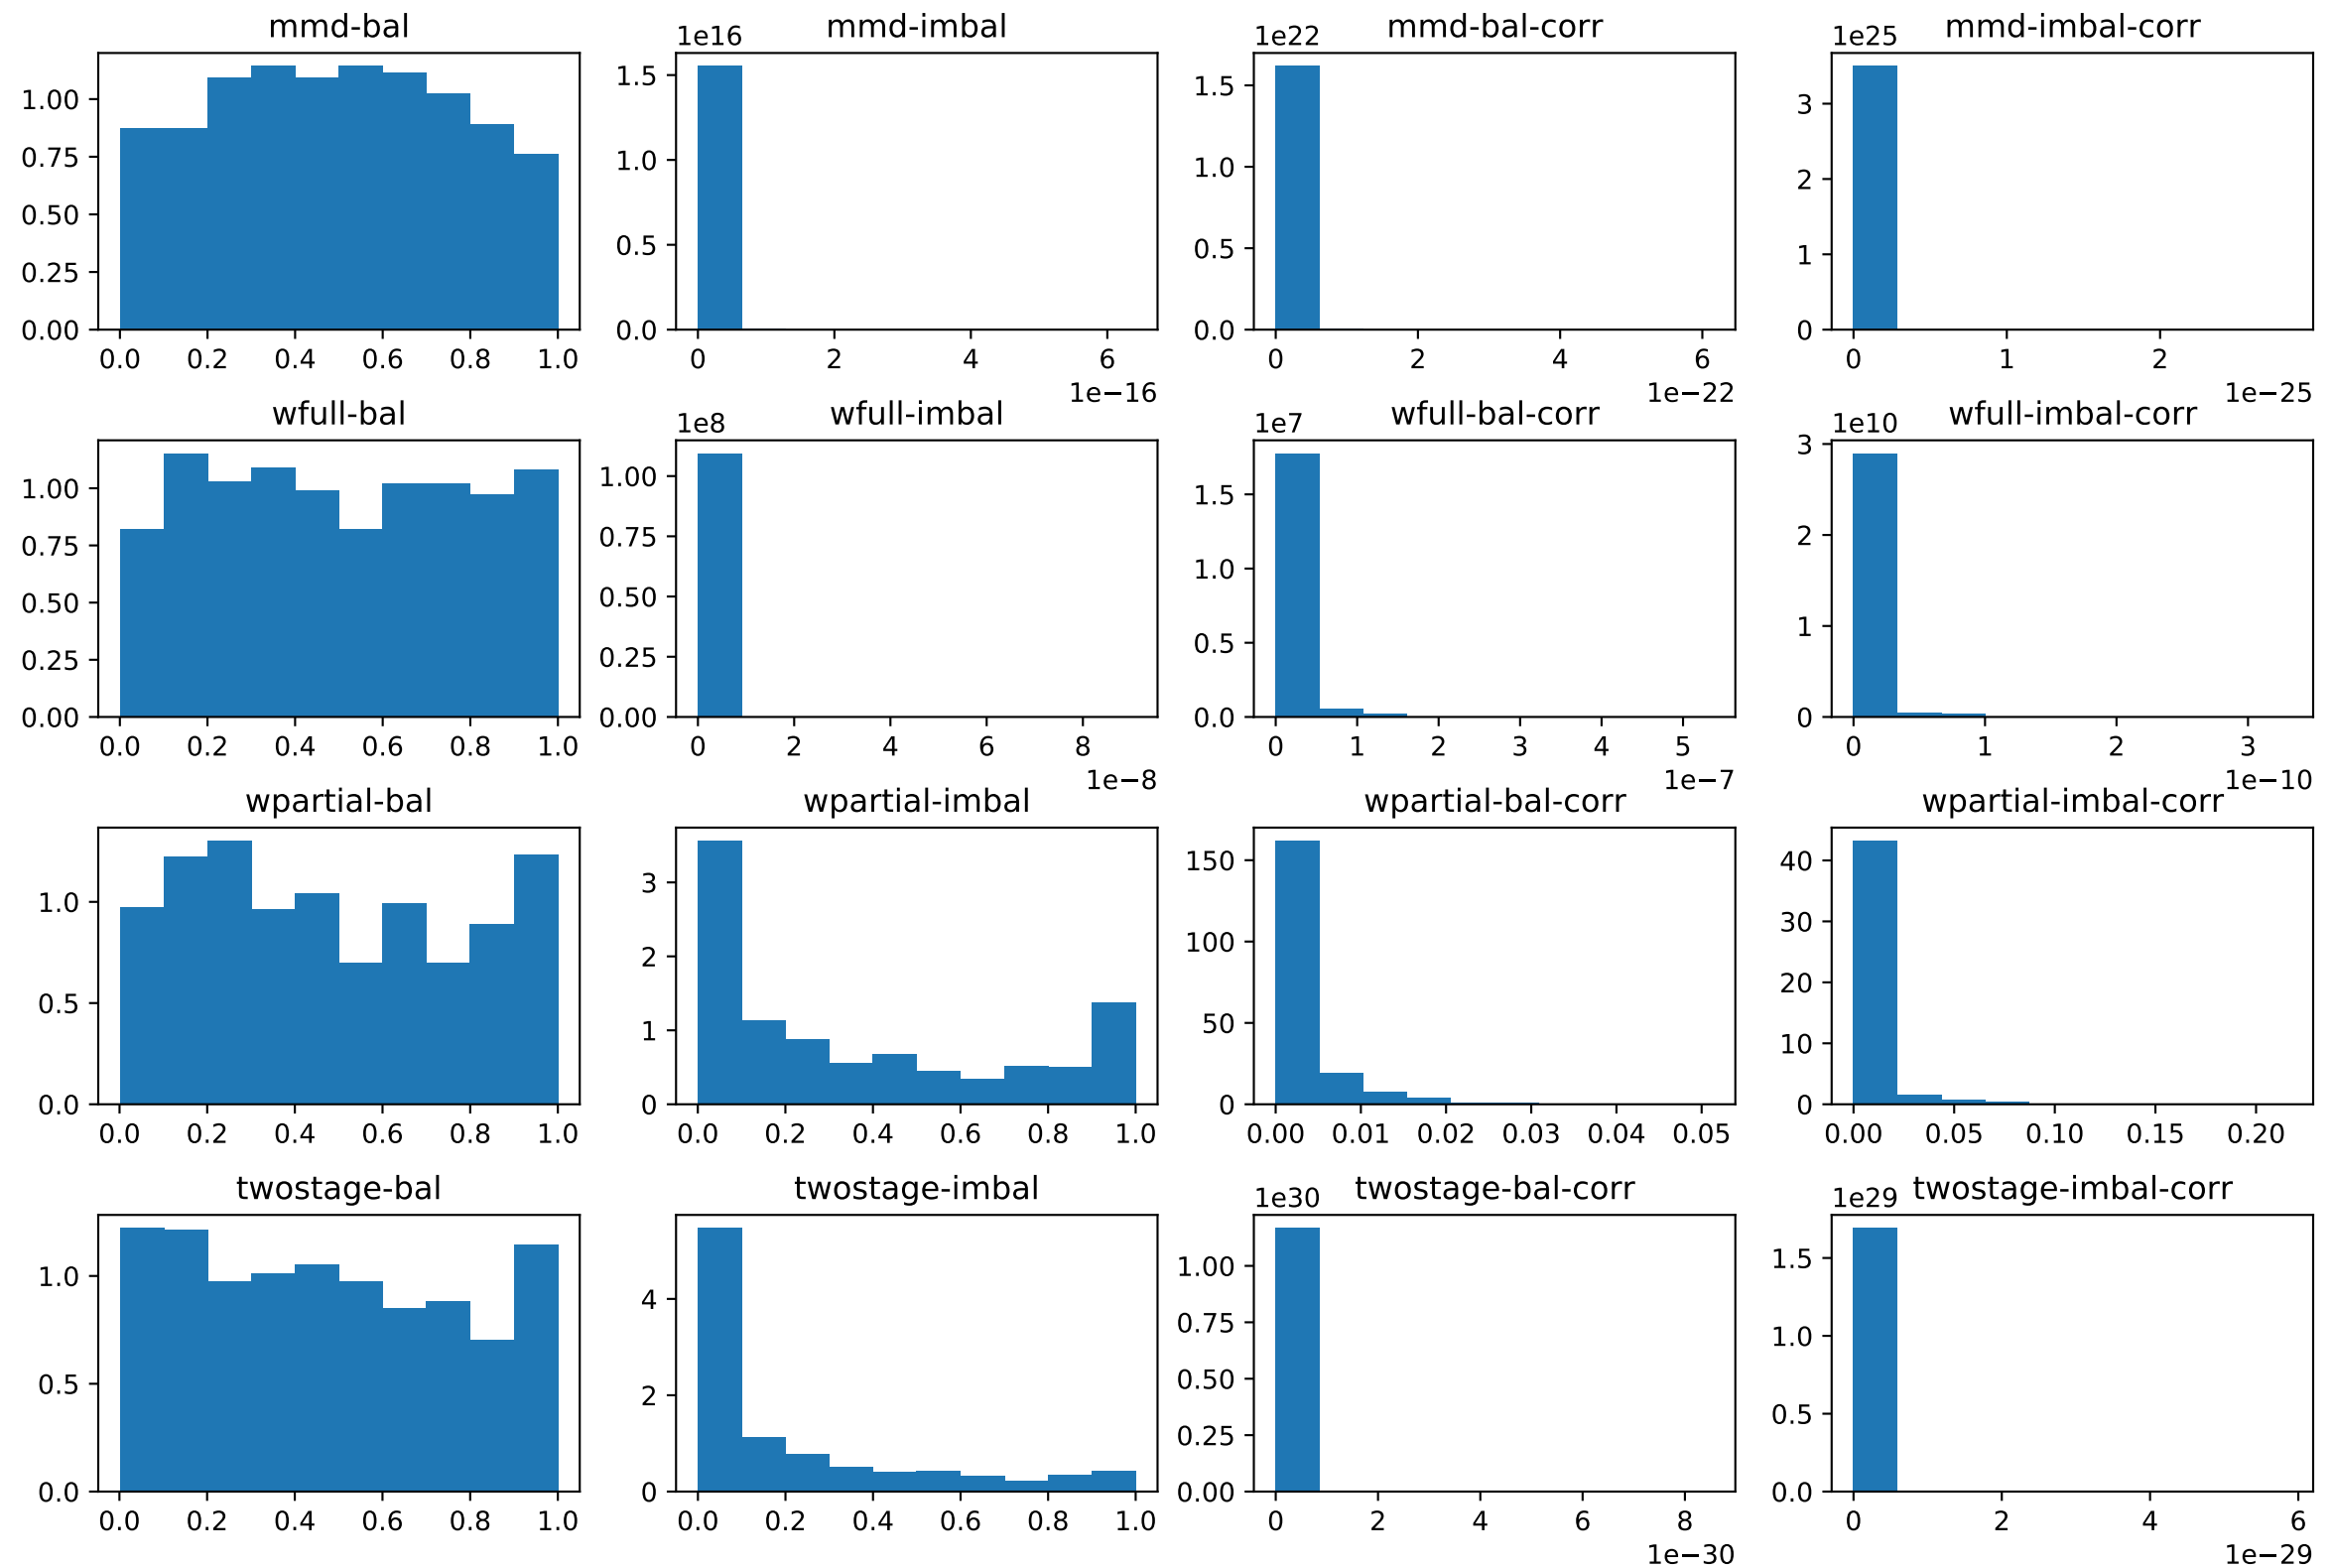 mmd-bal
1.00
0.75
0.50
0.25
0.00
0.0 0.2 0.4 0.6 0.8 1.0
mmd-imbal
1e16
1.5
1.0
0.5
0.0
0 2 4 6
1e−16
mmd-bal-corr
1e22
1.5
1.0
0.5
0.0
0 2 4 6
1e−22
mmd-imbal-corr
1e25
3
2
1
0
0 1 2
1e−25
wfull-bal
1.00
0.75
0.50
0.25
0.00
0.0 0.2 0.4 0.6 0.8 1.0
wfull-imbal
1e8
1.00
0.75
0.50
0.25
0.00
0 2 4 6 8
1e−8
wfull-bal-corr
1e7
1.5
1.0
0.5
0.0
0 1 2 3 4 5
1e−7
wfull-imbal-corr
1e10
3
2
1
0
0 1 2 3
1e−10
wpartial-bal
1.0
0.5
0.0
0.0 0.2 0.4 0.6 0.8 1.0
wpartial-imbal
3
2
1
0
0.0 0.2 0.4 0.6 0.8 1.0
wpartial-bal-corr
150
100
50
0
0.00 0.01 0.02 0.03 0.04 0.05
wpartial-imbal-corr
40
30
20
10
0
0.00 0.05 0.10 0.15 0.20
twostage-bal
1.0
0.5
0.0
0.0 0.2 0.4 0.6 0.8 1.0
twostage-imbal
4
2
0
0.0 0.2 0.4 0.6 0.8 1.0
twostage-bal-corr
1e30
1.00
0.75
0.50
0.25
0.00
0 2 4 6 8
1e−30
twostage-imbal-corr
1e29
1.5
1.0
0.5
0.0
0 2 4 6
1e−29